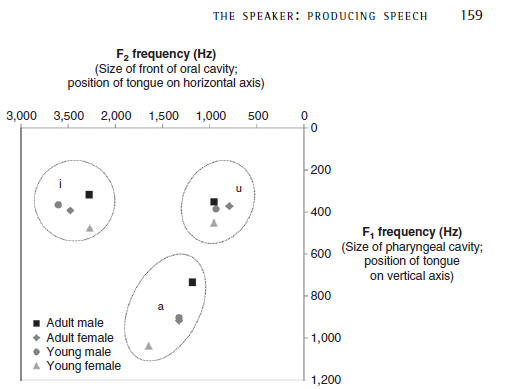 THE SPEAKER: PRODUCING SPEECH 159
F₂ frequency (Hz)
(Size of front of oral cavity;
position of tongue on horizontal axis)
3,000 3,500 2,000 1,500 1,000 500 0
0
200
i
u
400
F₁ frequency (Hz)
(Size of pharyngeal cavity;
position of tongue
on vertical axis)
600
800
a
1,000
1,200
Adult male
Adult female
Young male
Young female